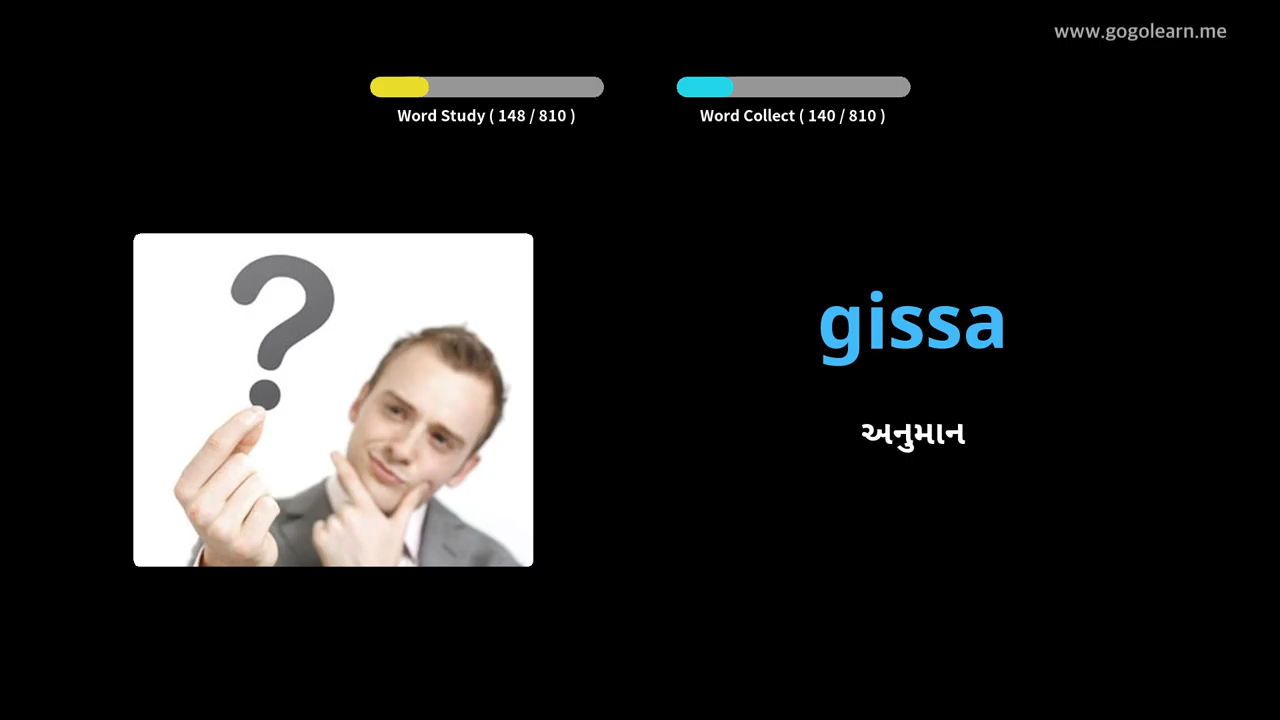 www.gogolearn.me
Word Study ( 148 / 810 )
Word Collect ( 140 / 810 )
?
gissa
અનુમાન